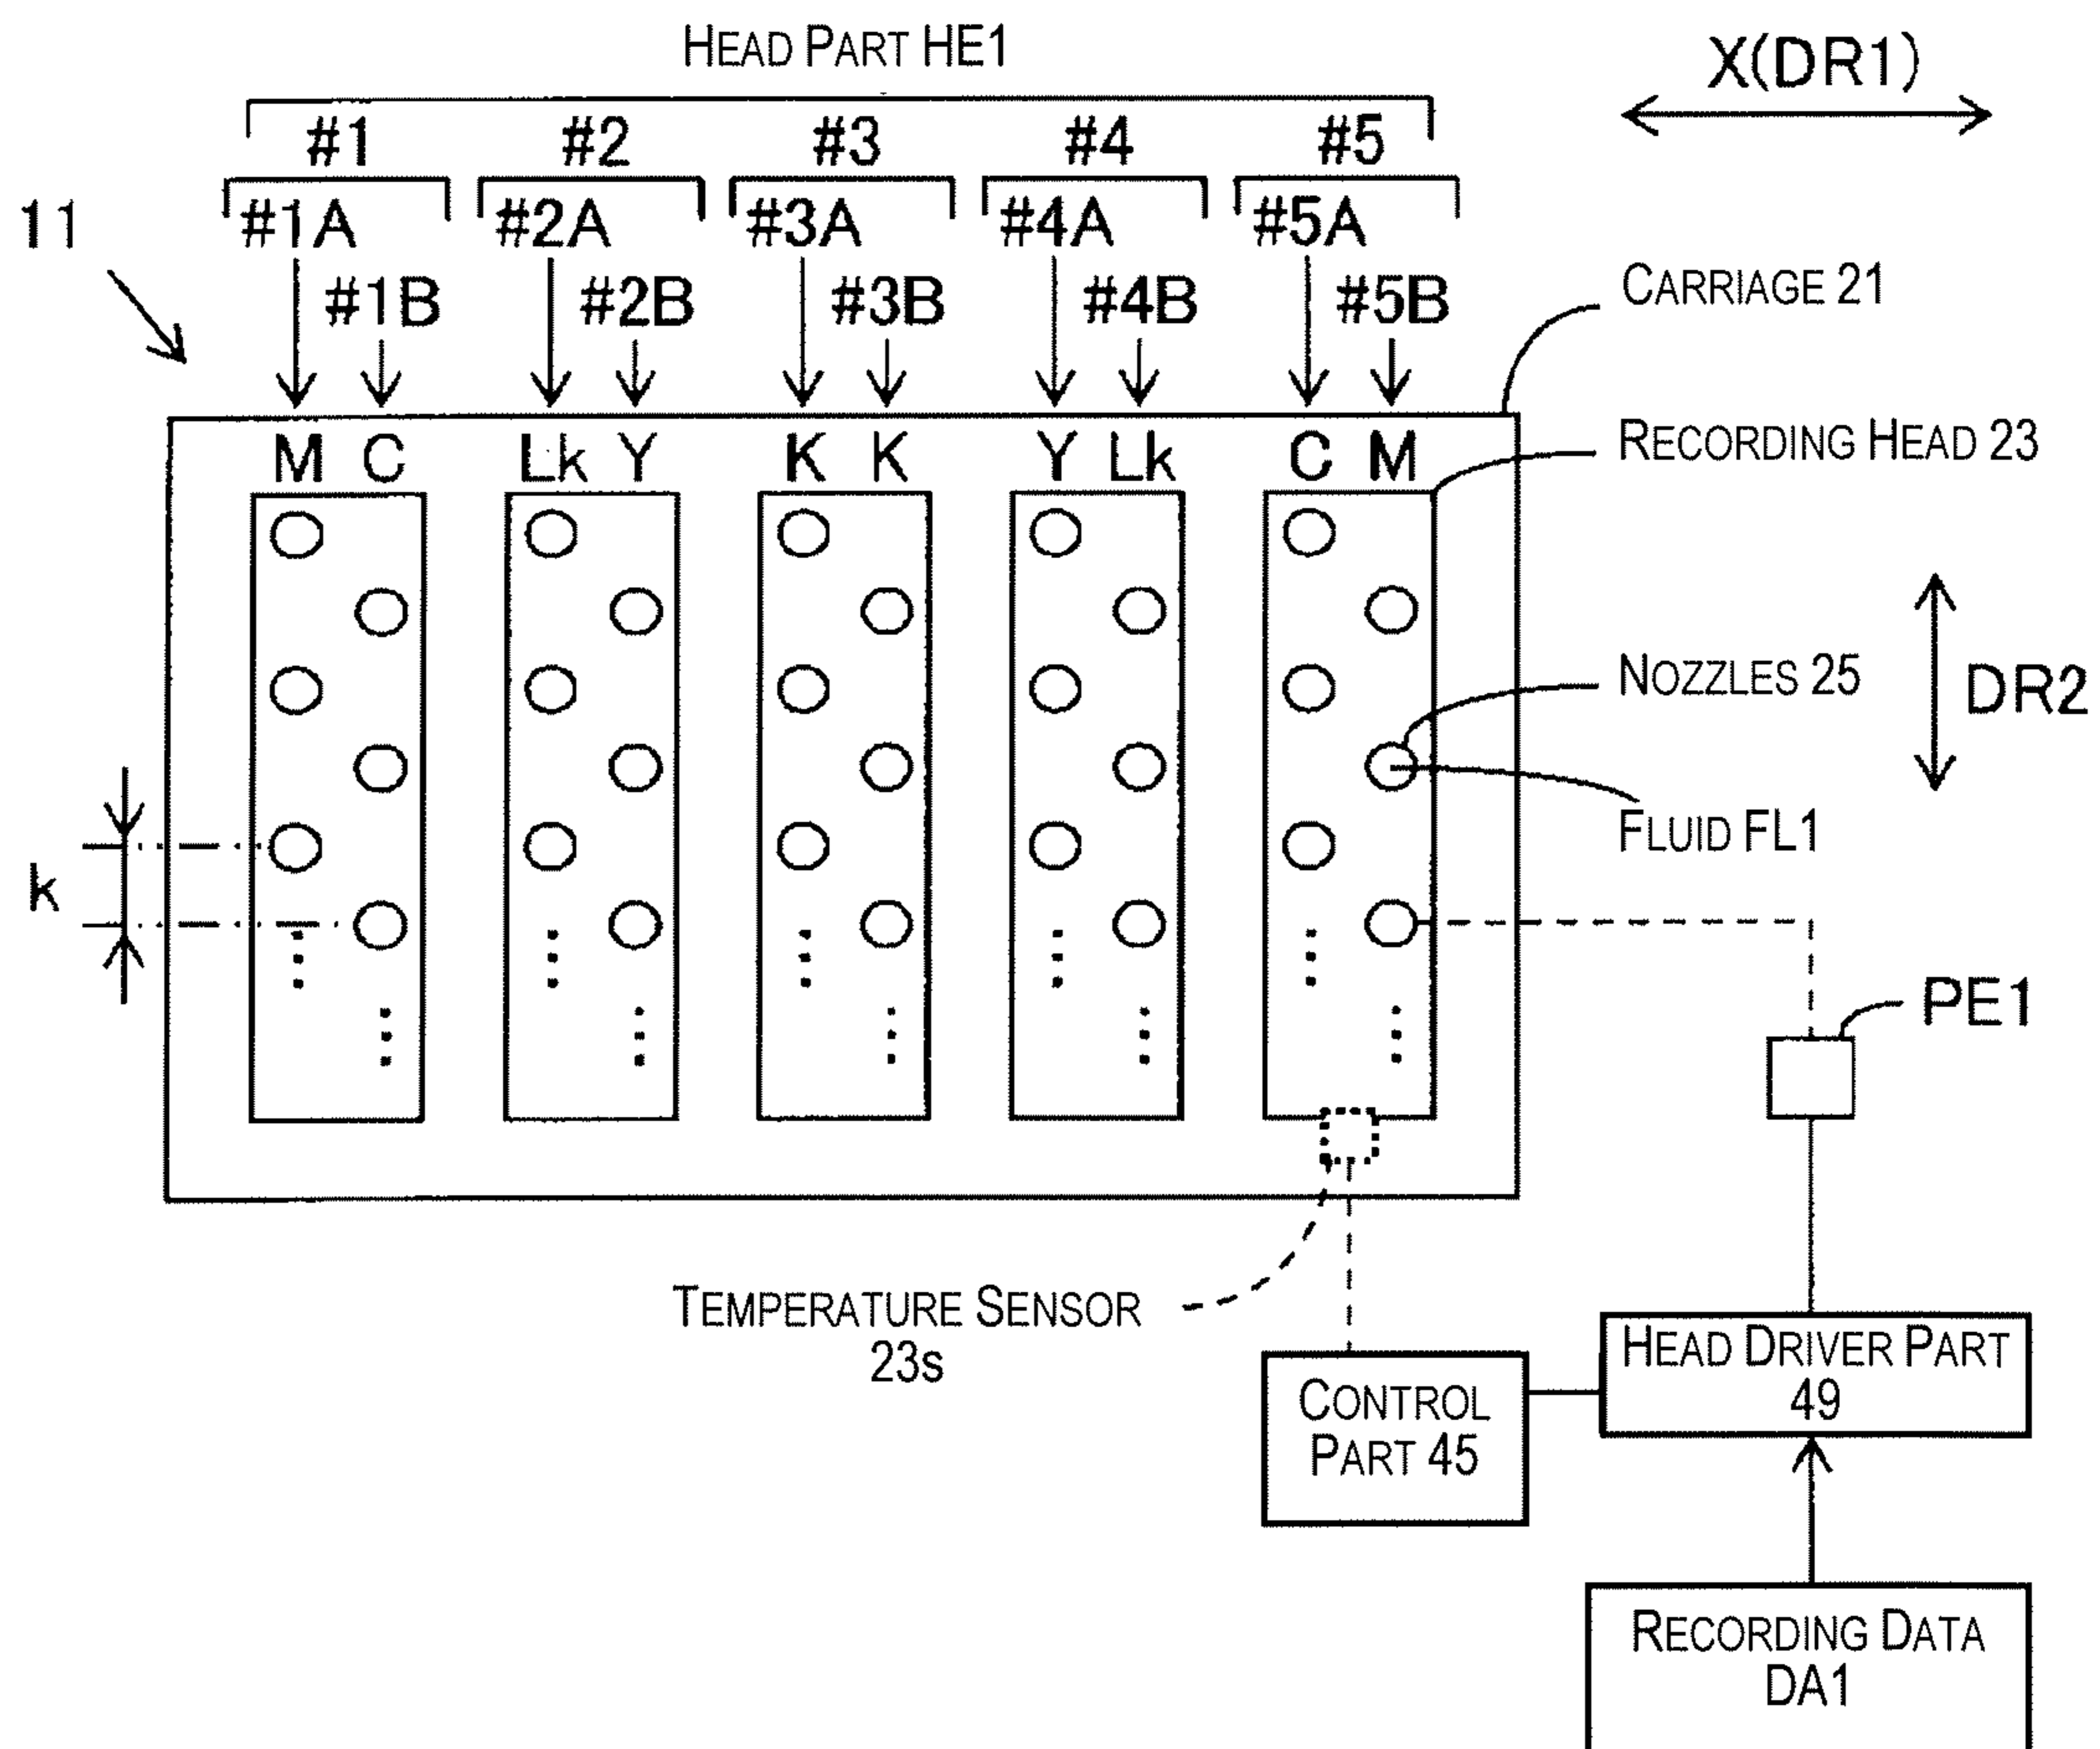 HEAD PART HE1
X(DR1)
#1 #2 #3 #4 #5
11
#1A #2A #3A #4A #5A
#1B #2B #3B #4B #5B
CARRIAGE 21
M C Lk Y K K Y Lk C M
RECORDING HEAD 23
NOZZLES 25
DR2
FLUID FL1
k
PE1
TEMPERATURE SENSOR
23s
HEAD DRIVER PART
49
CONTROL
PART 45
RECORDING DATA
DA1